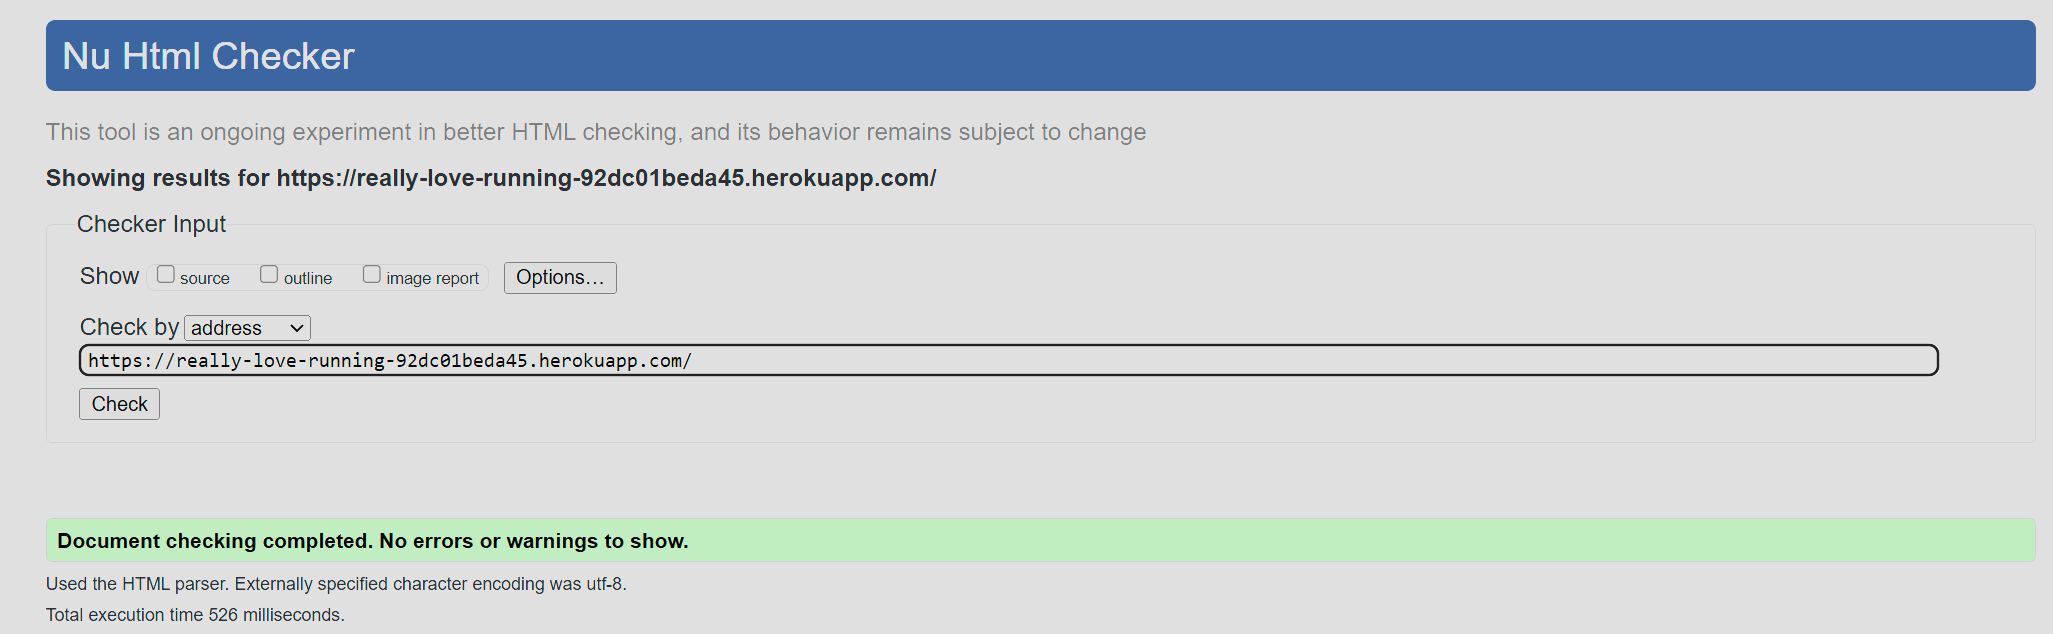 Nu Html Checker
This tool is an ongoing experiment in better HTML checking, and its behavior remains subject to change
Showing results for https://really-love-running-92dc01beda45.herokuapp.com/
Checker Input
Show source outline image report Options...
Check by address
https://really-love-running-92dc01beda45.herokuapp.com/
Check
Document checking completed. No errors or warnings to show.
Used the HTML parser. Externally specified character encoding was utf-8.
Total execution time 526 milliseconds.